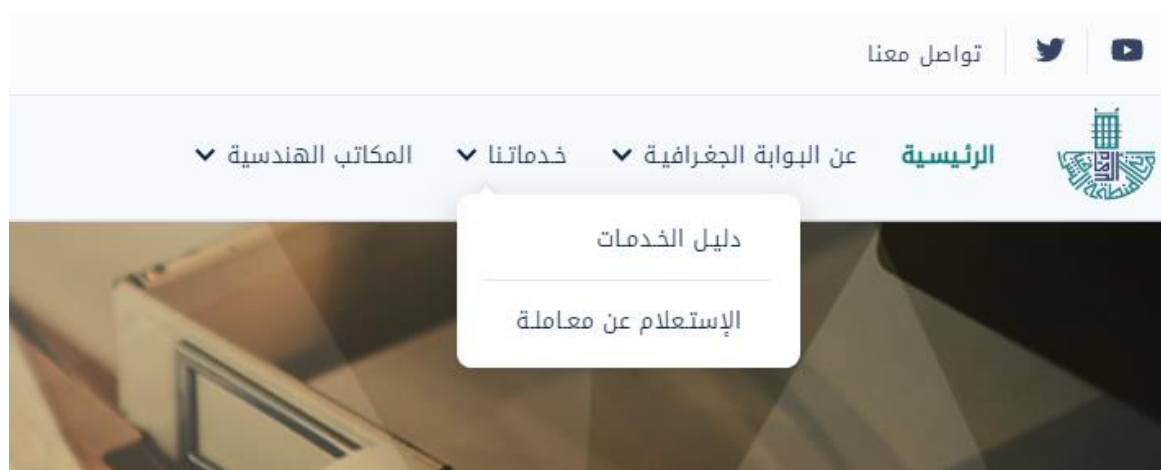 تواصل معنا
الرئيسية عن البوابة الجغرافية خدماتنا المكاتب الهندسية
دليل الخدمات
الإستعلام عن معاملة